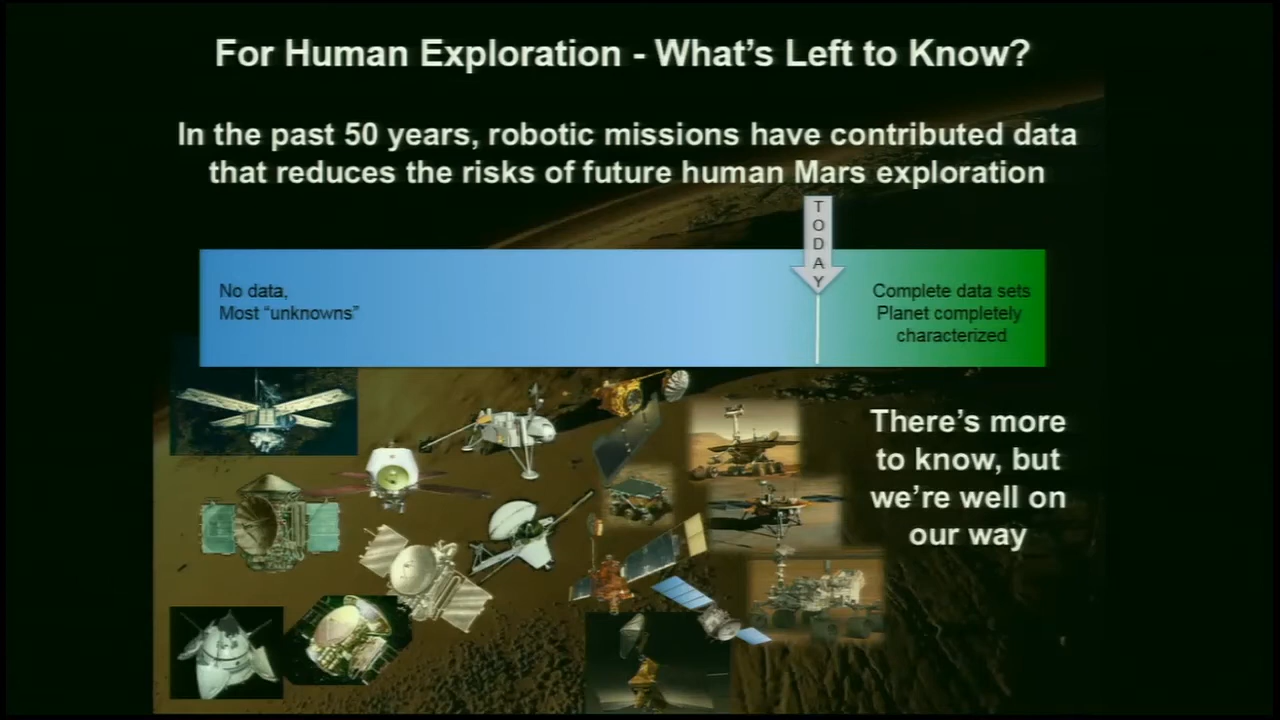 For Human Exploration - What's Left to Know?
In the past 50 years, robotic missions have contributed data
that reduces the risks of future human Mars exploration
TODAY
No data,
Most “unknowns”
Complete data sets
Planet completely
characterized
There's more
to know, but
we're well on
our way